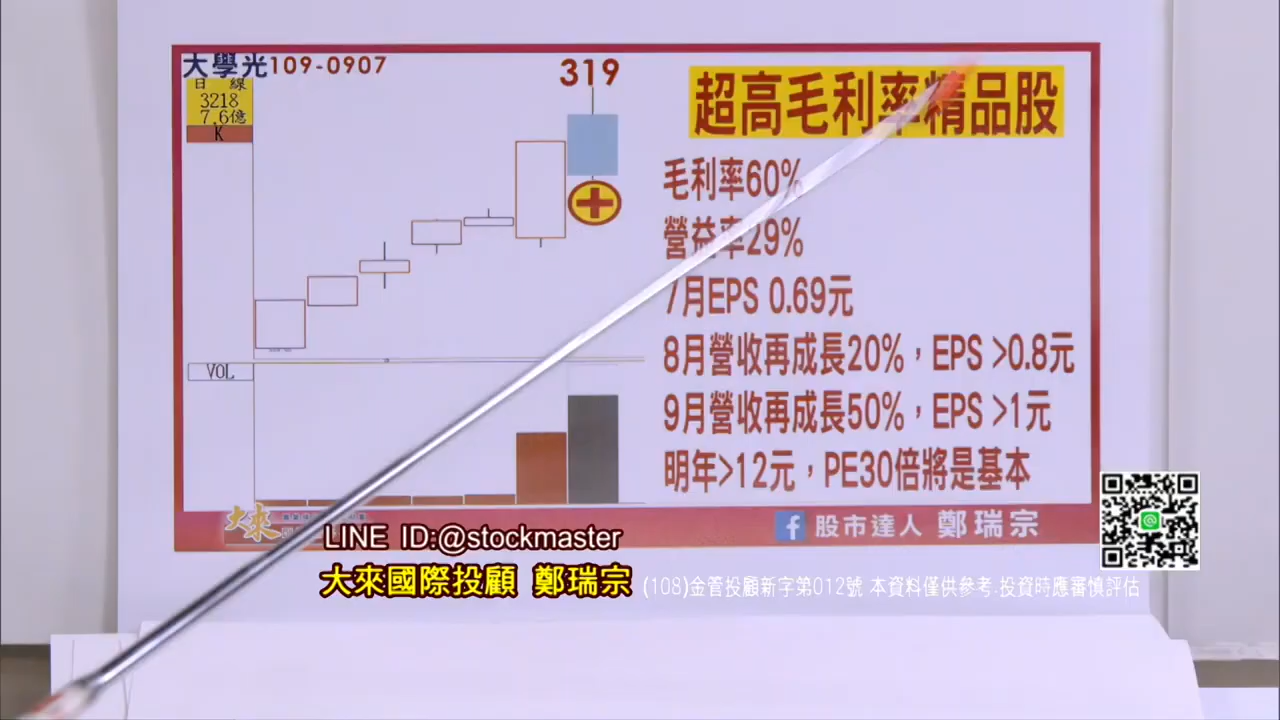 大學光109-0907
日 線
3218
7.6億
K
319
超高毛利率精品股
毛利率60%
營益率29%
7月EPS 0.69元
8月營收再成長20%,EPS >0.8元
9月營收再成長50%,EPS >1元
明年>12元,PE30倍將是基本
VOL
大來
股市達人 鄭瑞宗
LINE ID:@stockmaster
大來國際投顧 鄭瑞宗
(108)金管投顧新字第012號 本資料僅供參考.投資時應審慎評估